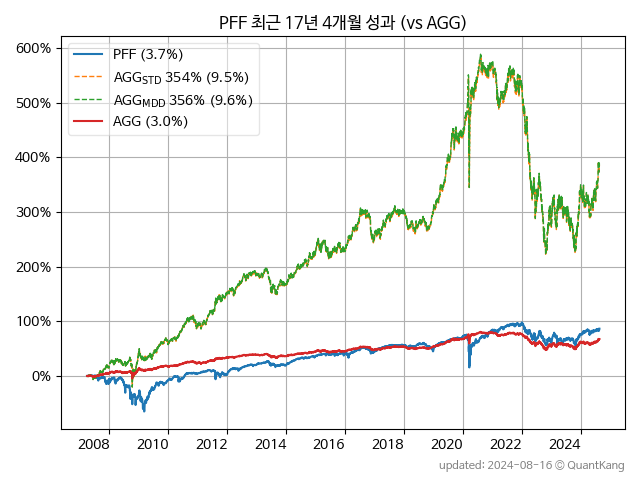 PFF 최근 17년 4개월 성과 (vs AGG)
600%
500%
400%
300%
200%
100%
0%
PFF (3.7%)
AGG_STD 354% (9.5%)
AGG_MDD 356% (9.6%)
AGG (3.0%)
2008 2010 2012 2014 2016 2018 2020 2022 2024
updated: 2024-08-16 © QuantKang